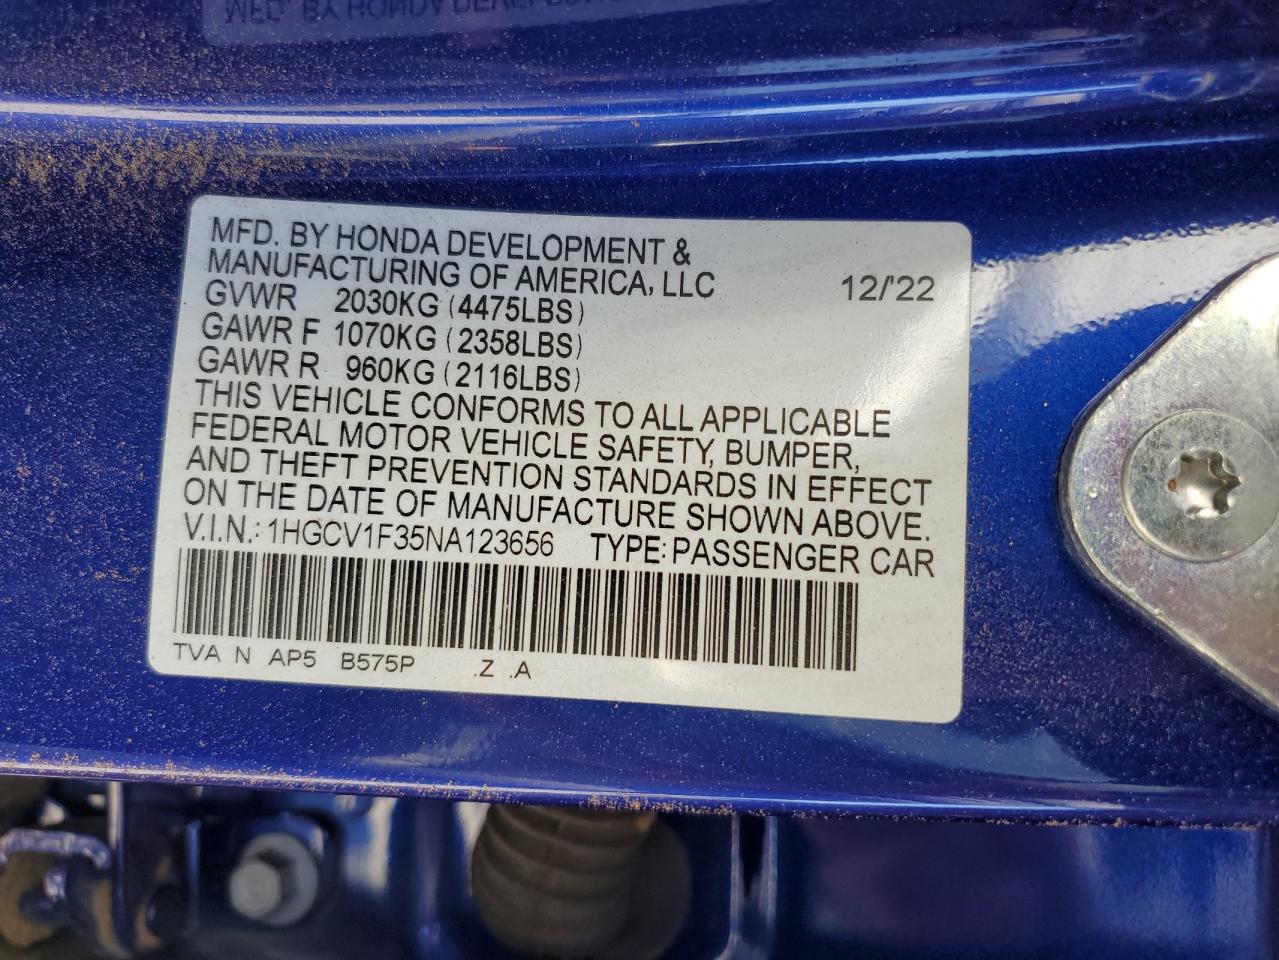 MFD. BY HONDA DEVELOPMENT &
MANUFACTURING OF AMERICA, LLC 12/'22
GVWR 2030KG (4475LBS)
GAWR F 1070KG (2358LBS)
GAWR R 960KG (2116LBS)
THIS VEHICLE CONFORMS TO ALL APPLICABLE
FEDERAL MOTOR VEHICLE SAFETY, BUMPER,
AND THEFT PREVENTION STANDARDS IN EFFECT
ON THE DATE OF MANUFACTURE SHOWN ABOVE.
V.I.N.: 1HGCV1F35NA123656 TYPE: PASSENGER CAR
TVA N AP5 B575P .Z .A